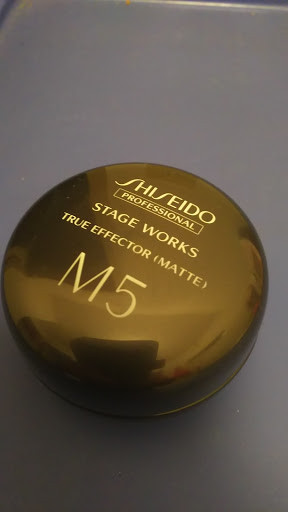 SHISEIDO
PROFESSIONAL
STAGE WORKS
TRUE EFFECTOR (MATTE)
M5